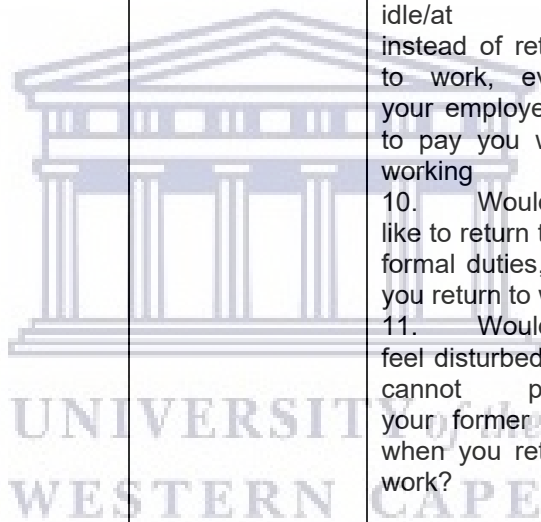 idle/at
instead of ret
to work, ev
your employe
to pay you w
working
10. Woul
like to return t
formal duties,
you return to
11. Woul
feel disturbed
cannot p
your former
when you ret
work?
UNIVERSITY of the
WESTERN CAPE